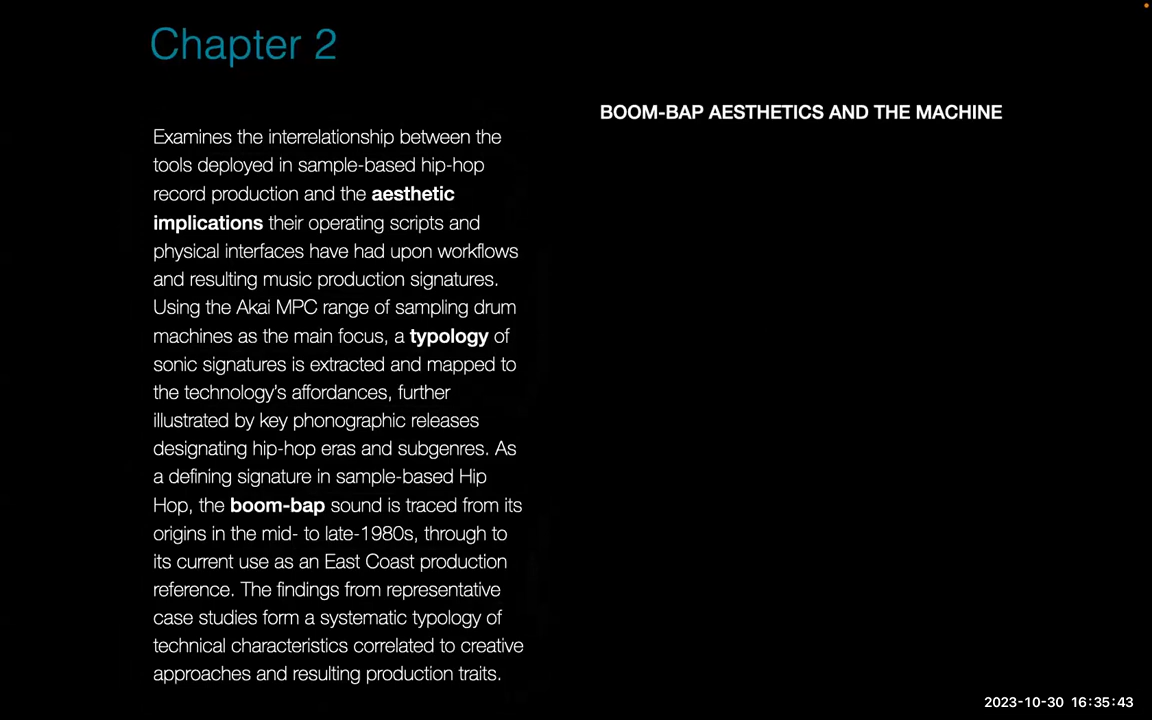 Chapter 2
BOOM-BAP AESTHETICS AND THE MACHINE
Examines the interrelationship between the
tools deployed in sample-based hip-hop
record production and the aesthetic
implications their operating scripts and
physical interfaces have had upon workflows
and resulting music production signatures.
Using the Akai MPC range of sampling drum
machines as the main focus, a typology of
sonic signatures is extracted and mapped to
the technology's affordances, further
illustrated by key phonographic releases
designating hip-hop eras and subgenres. As
a defining signature in sample-based Hip
Hop, the boom-bap sound is traced from its
origins in the mid- to late-1980s, through to
its current use as an East Coast production
reference. The findings from representative
case studies form a systematic typology of
technical characteristics correlated to creative
approaches and resulting production traits.
2023-10-30 16:35:43